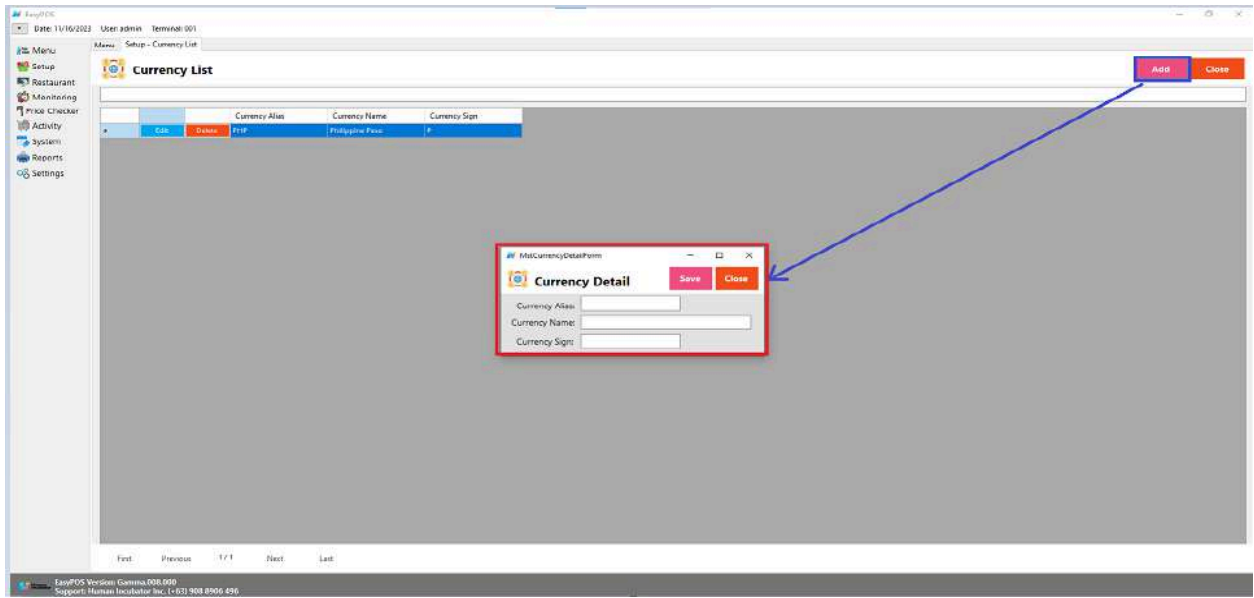 EasyPOS
Date: 11/16/2023 User: admin Terminal: 001
Menu Setup - Currency List
Menu
Setup
Restaurant
Monitoring
Price Checker
Activity
System
Reports
Settings
Currency List
Add Close
Currency Alias Currency Name Currency Sign
Edit Delete PHP Philippine Peso P
MstCurrencyDetailForm
Currency Detail
Save Close
Currency Alias:
Currency Name:
Currency Sign:
First Previous 1 / 1 Next Last
EasyPOS Version: Gamma.008.000
Support: Human Incubator Inc. (+63) 908 8906 496